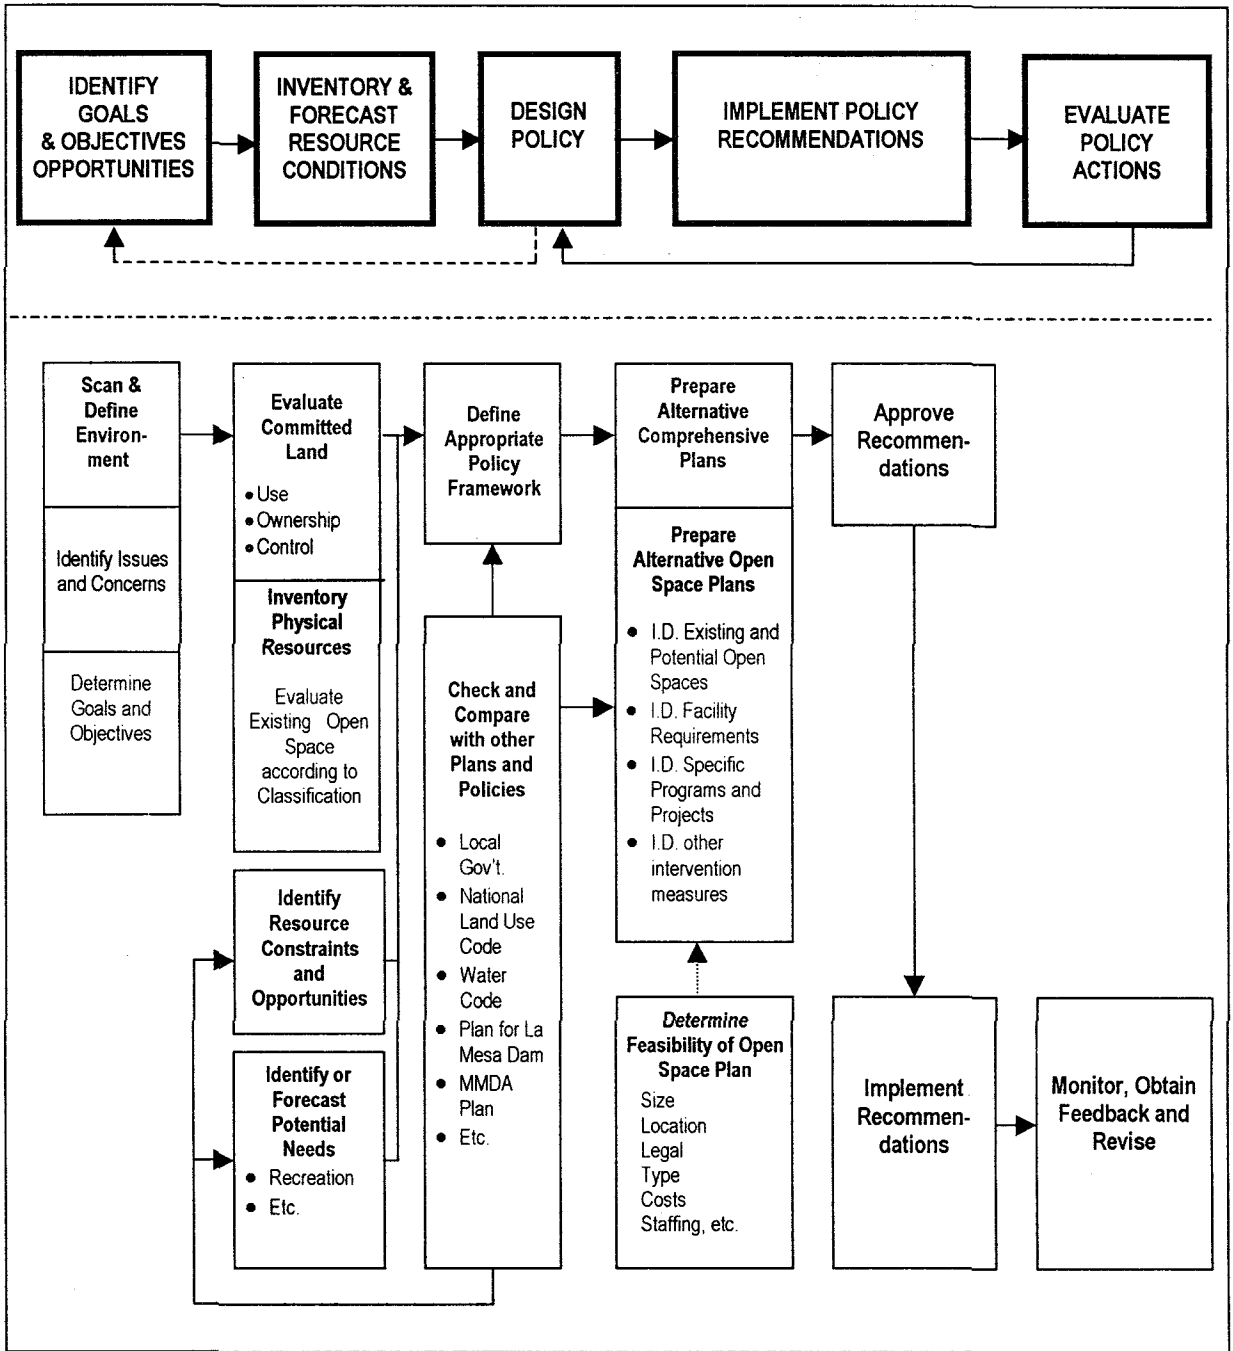 IDENTIFY
GOALS
& OBJECTIVES
OPPORTUNITIES
INVENTORY &
FORECAST
RESOURCE
CONDITIONS
DESIGN
POLICY
IMPLEMENT POLICY
RECOMMENDATIONS
EVALUATE
POLICY
ACTIONS
Scan &
Define
Environ-
ment
Identify Issues
and Concerns
Determine
Goals and
Objectives
Evaluate
Committed
Land
• Use
• Ownership
• Control
Inventory
Physical
Resources
Evaluate
Existing Open
Space
according to
Classification
Identify
Resource
Constraints
and
Opportunities
Identify or
Forecast
Potential
Needs
• Recreation
• Etc.
Define
Appropriate
Policy
Framework
Check and
Compare
with other
Plans and
Policies
• Local
Gov't.
• National
Land Use
Code
• Water
Code
• Plan for La
Mesa Dam
• MMDA
Plan
• Etc.
Prepare
Alternative
Comprehensive
Plans
Prepare
Alternative Open
Space Plans
• I.D. Existing and
Potential Open
Spaces
• I.D. Facility
Requirements
• I.D. Specific
Programs and
Projects
• I.D. other
intervention
measures
Determine
Feasibility of Open
Space Plan
Size
Location
Legal
Type
Costs
Staffing, etc.
Approve
Recommen-
dations
Implement
Recommen-
dations
Monitor, Obtain
Feedback and
Revise